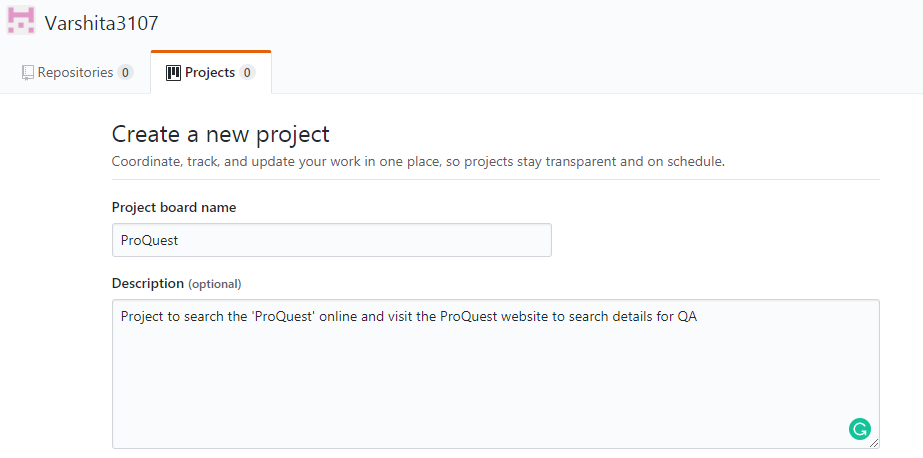 Varshita3107
Repositories 0
Projects 0
Create a new project
Coordinate, track, and update your work in one place, so projects stay transparent and on schedule.
Project board name
ProQuest
Description (optional)
Project to search the 'ProQuest' online and visit the ProQuest website to search details for QA